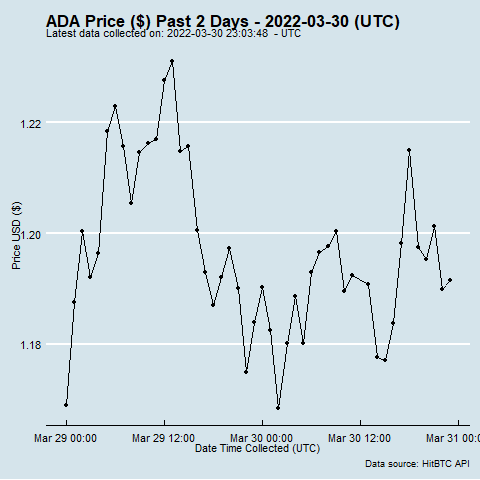 ADA Price ($) Past 2 Days - 2022-03-30 (UTC)
Latest data collected on: 2022-03-30 23:03:48 - UTC
1.22
1.20
1.18
Price USD ($)
Mar 29 00:00 Mar 29 12:00 Mar 30 00:00 Mar 30 12:00 Mar 31 00:
Date Time Collected (UTC)
Data source: HitBTC API